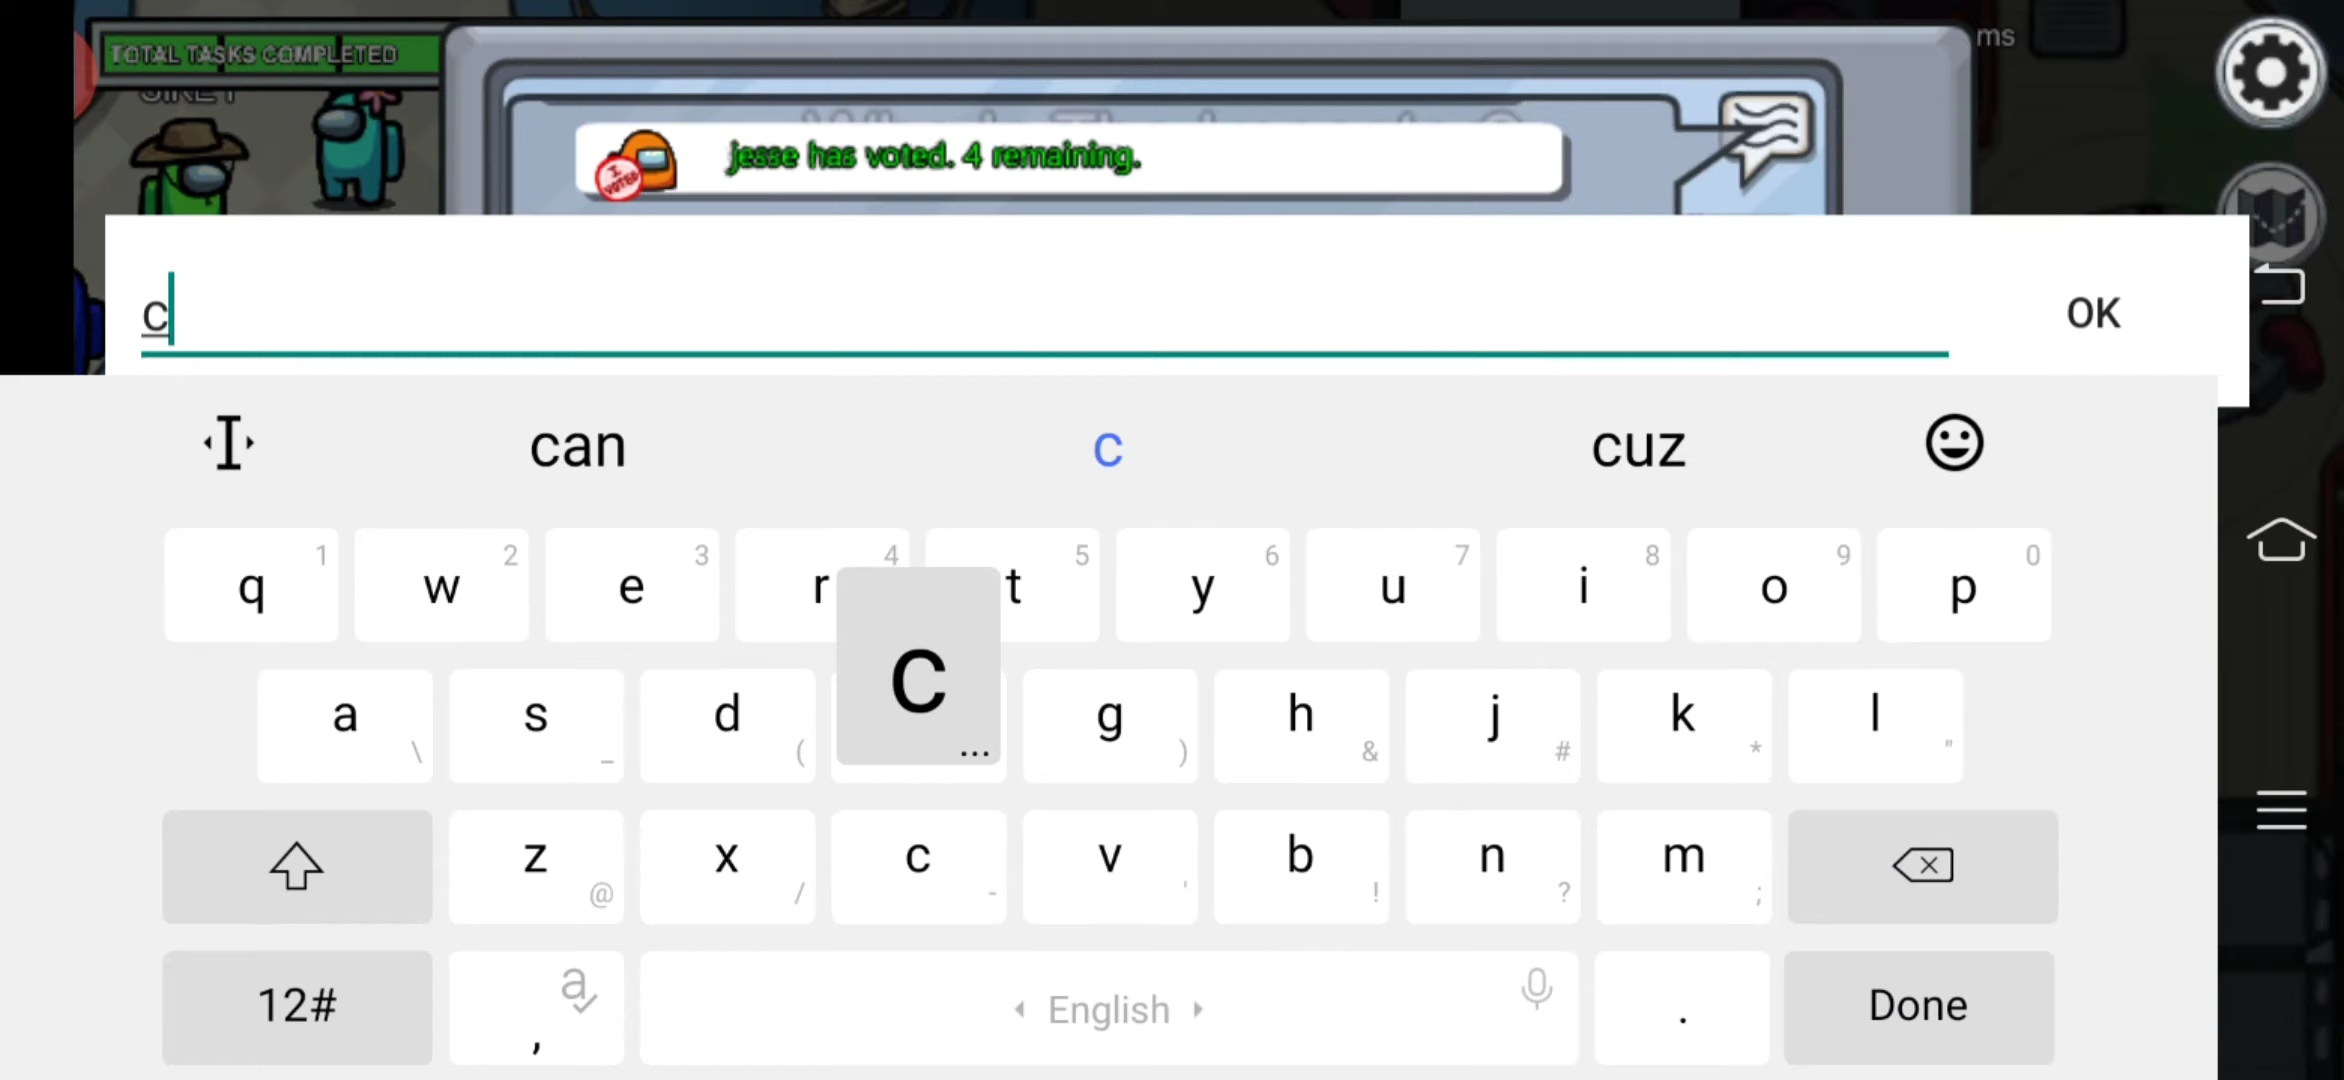 TOTAL TASKS COMPLETED
ms
I VOTED
jesse has voted. 4 remaining.
c
OK
can c cuz
1 2 3 4 5 6 7 8 9 0
q w e r t y u i o p
c
...
a s d g h j k l
\ _ ( ) & # * "
z x c v b n m
@ / - ' ! ? ;
12# , a English . Done